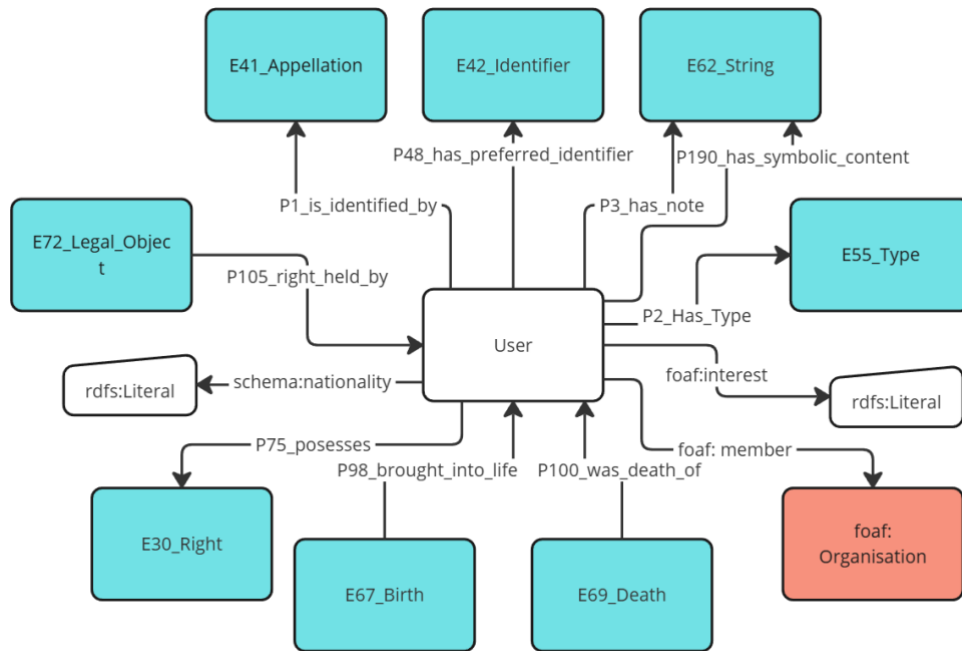 E41_Appellation
E42_Identifier
E62_String
P48_has_preferred_identifier
P190_has_symbolic_content
P1_is_identified_by
P3_has_note
E72_Legal_Objec
t
E55_Type
P105_right_held_by
P2_Has_Type
User
schema:nationality
foaf:interest
rdfs:Literal
rdfs:Literal
P75_posesses
foaf: member
P98_brought_into_life
P100_was_death_of
E30_Right
foaf:
Organisation
E67_Birth
E69_Death